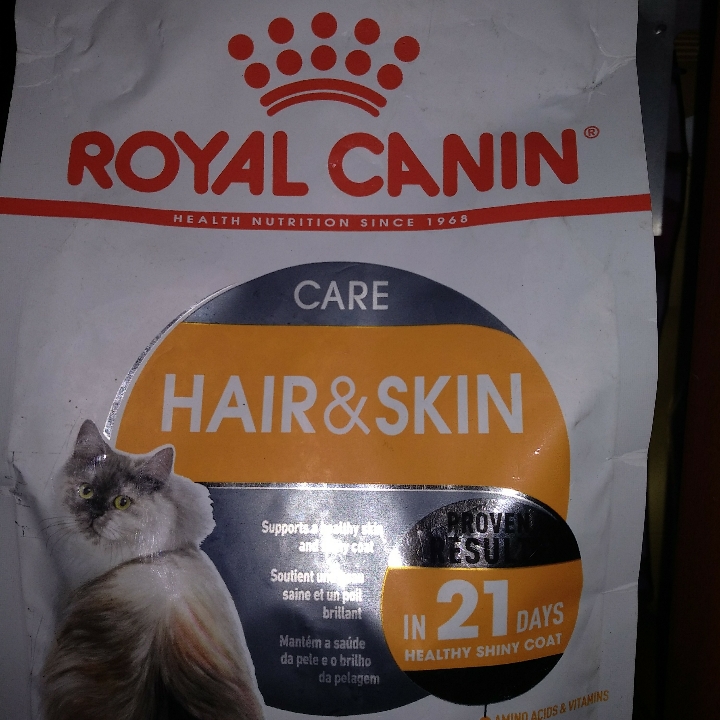 ROYAL CANIN®
HEALTH NUTRITION SINCE 1968
CARE
HAIR&SKIN
Supports a healthy skin
and shiny coat
Soutient une peau
saine et un poil
brillant
Mantém a saúde
da pele e o brilho
da pelagem
PROVEN
RESULTS
IN 21 DAYS
HEALTHY SHINY COAT
AMINO ACIDS & VITAMINS